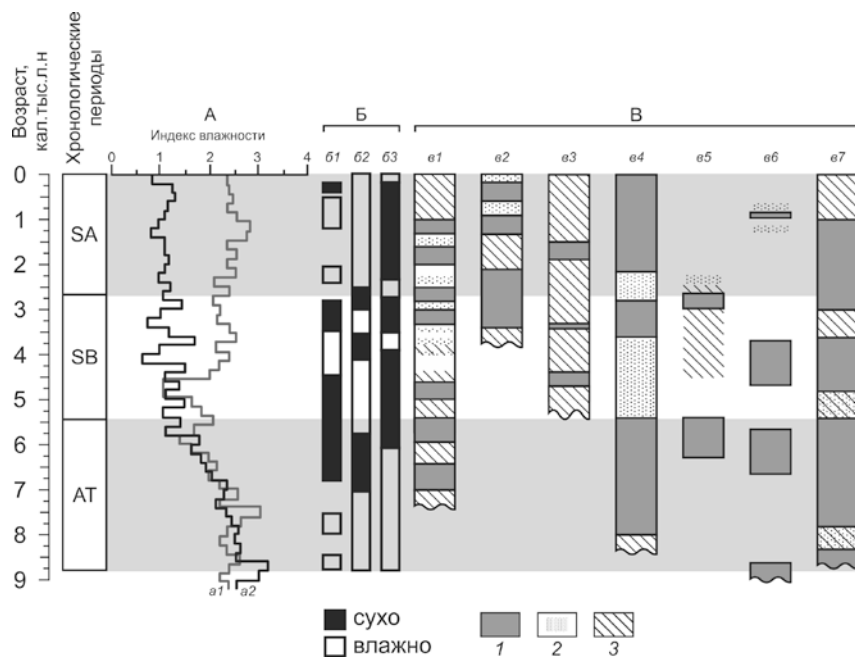 Возраст,
кал.тыс.л.н
Хронологические
периоды
А
Б
В
Индекс влажности
0 1 2 3 4
б1 б2 б3 в1 в2 в3 в4 в5 в6 в7
0
1
2
3
4
5
6
7
8
9
SA
SB
AT
а1 а2
сухо
влажно
1 2 3